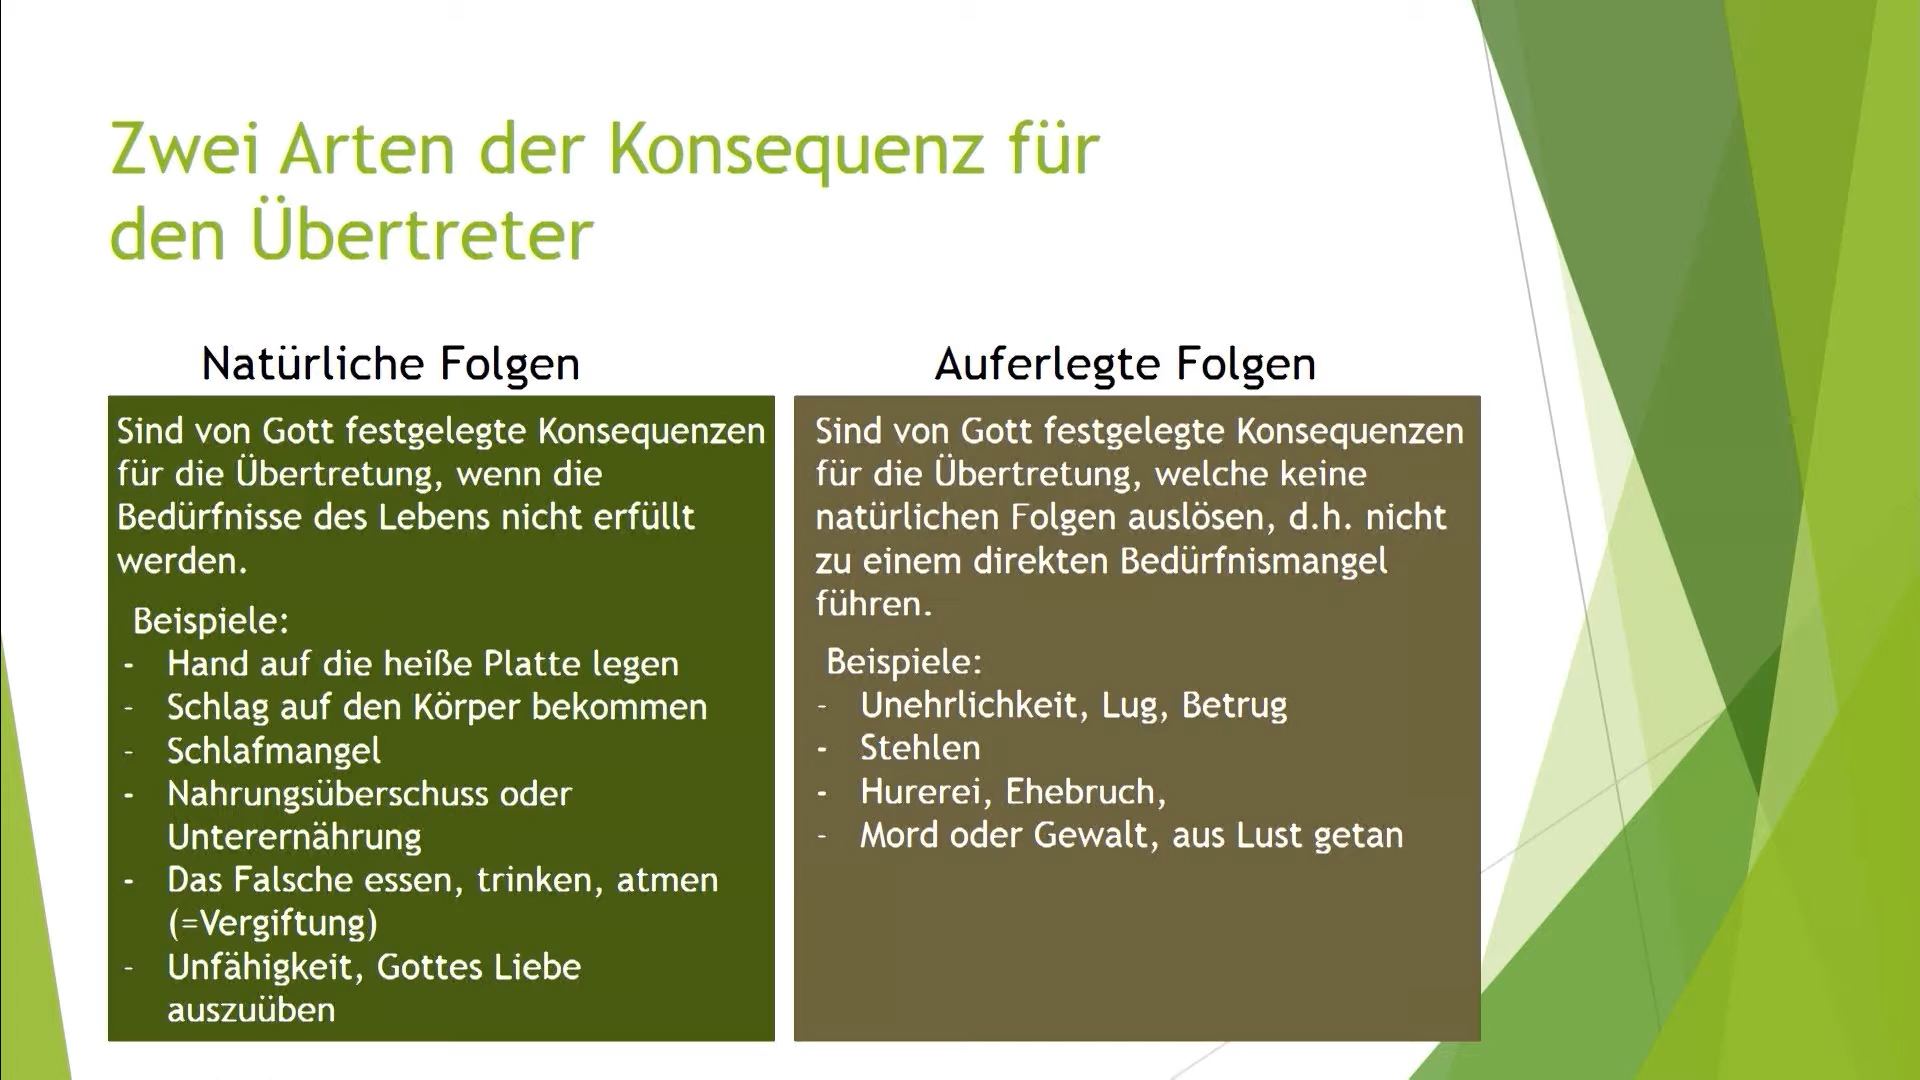 Zwei Arten der Konsequenz für
den Übertreter
Natürliche Folgen
Sind von Gott festgelegte Konsequenzen
für die Übertretung, wenn die
Bedürfnisse des Lebens nicht erfüllt
werden.
Beispiele:
- Hand auf die heiße Platte legen
- Schlag auf den Körper bekommen
- Schlafmangel
- Nahrungsüberschuss oder
Unterernährung
- Das Falsche essen, trinken, atmen
(=Vergiftung)
- Unfähigkeit, Gottes Liebe
auszuüben
Auferlegte Folgen
Sind von Gott festgelegte Konsequenzen
für die Übertretung, welche keine
natürlichen Folgen auslösen, d.h. nicht
zu einem direkten Bedürfnismangel
führen.
Beispiele:
- Unehrlichkeit, Lug, Betrug
- Stehlen
- Hurerei, Ehebruch,
- Mord oder Gewalt, aus Lust getan